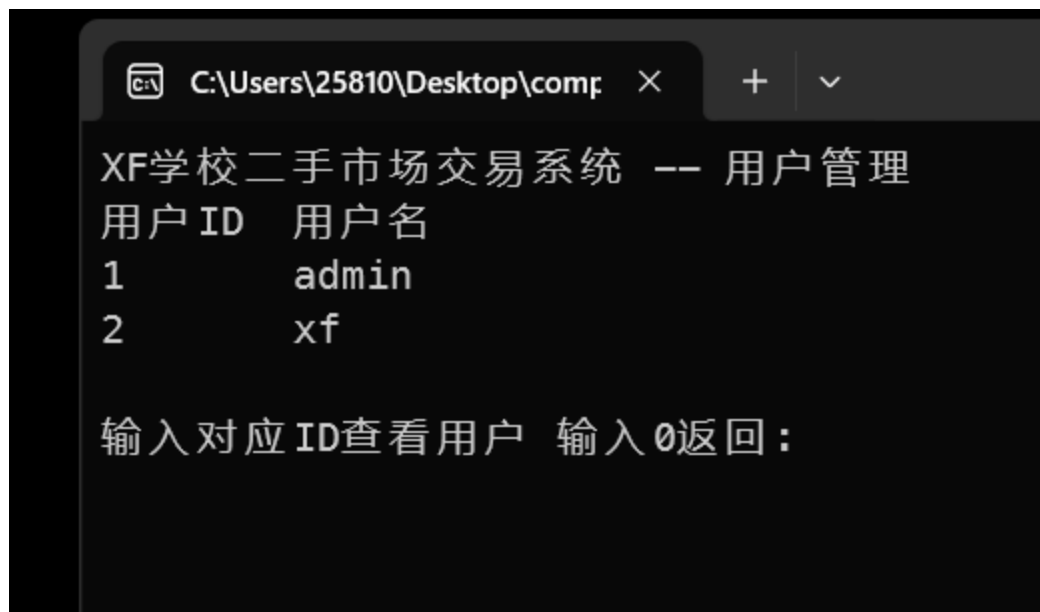 C:\Users\25810\Desktop\comp
XF学校二手市场交易系统 -- 用户管理
用户ID 用户名
1 admin
2 xf
输入对应ID查看用户 输入0返回: